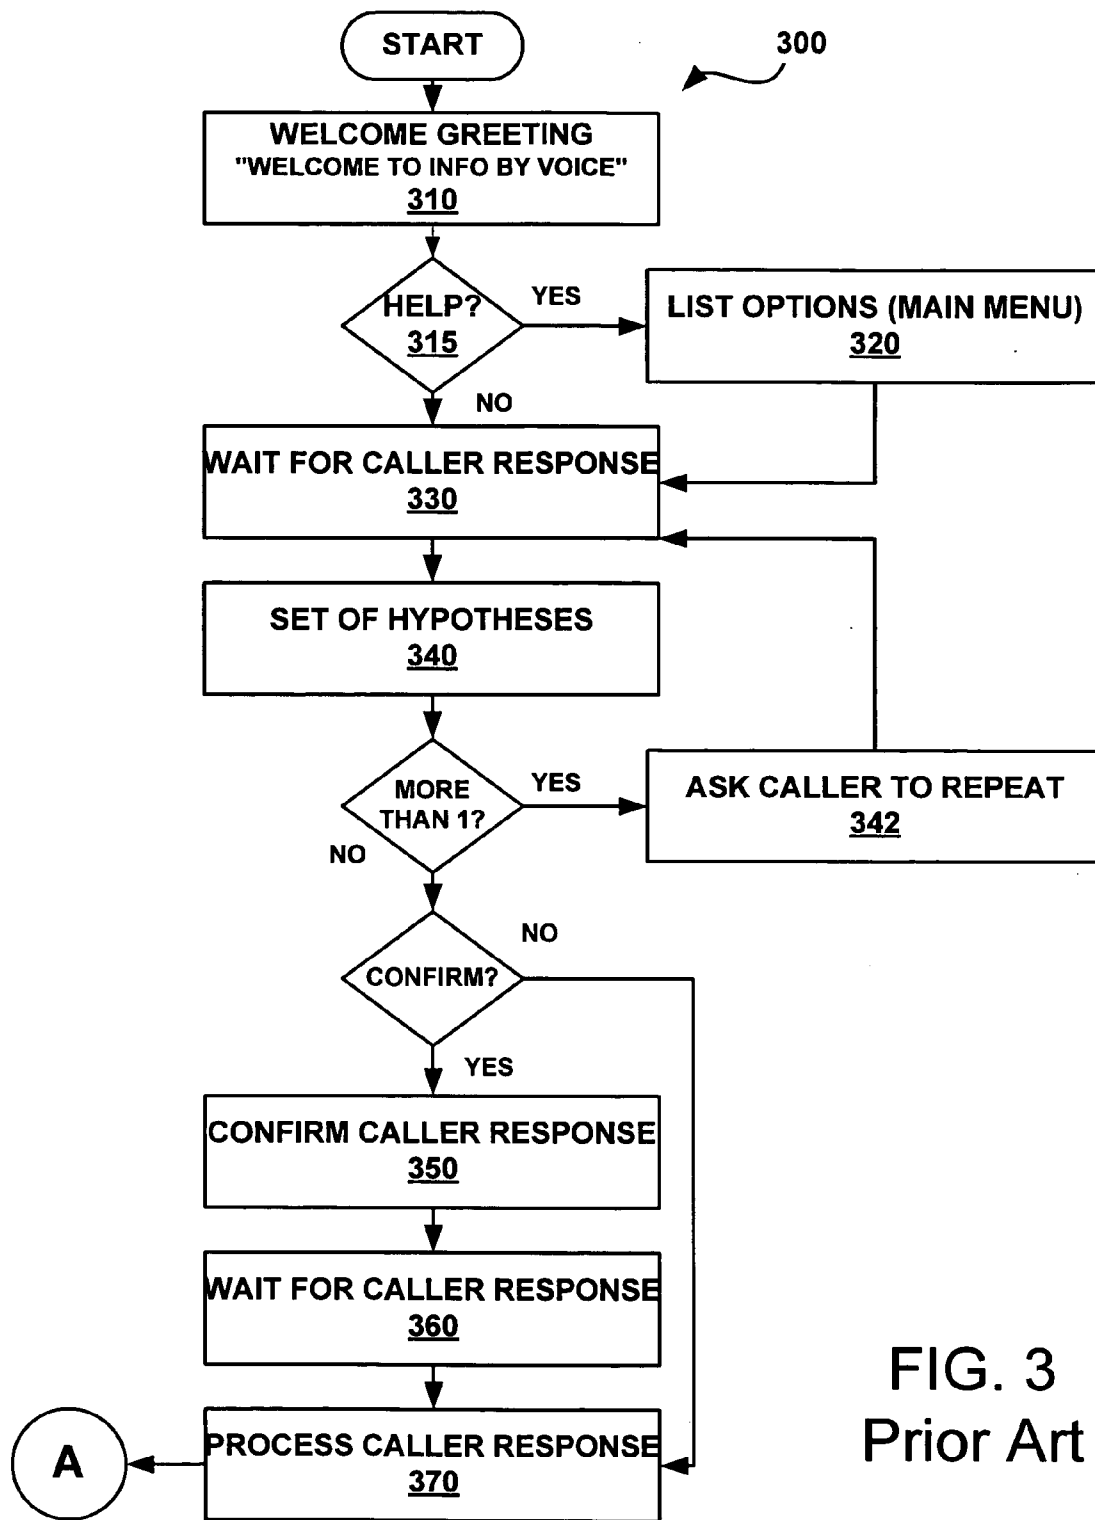 START
300
WELCOME GREETING
"WELCOME TO INFO BY VOICE"
310
HELP?
315
YES
LIST OPTIONS (MAIN MENU)
320
NO
WAIT FOR CALLER RESPONSE
330
SET OF HYPOTHESES
340
MORE
THAN 1?
YES
ASK CALLER TO REPEAT
342
NO
CONFIRM?
NO
YES
CONFIRM CALLER RESPONSE
350
WAIT FOR CALLER RESPONSE
360
PROCESS CALLER RESPONSE
370
A
FIG. 3
Prior Art